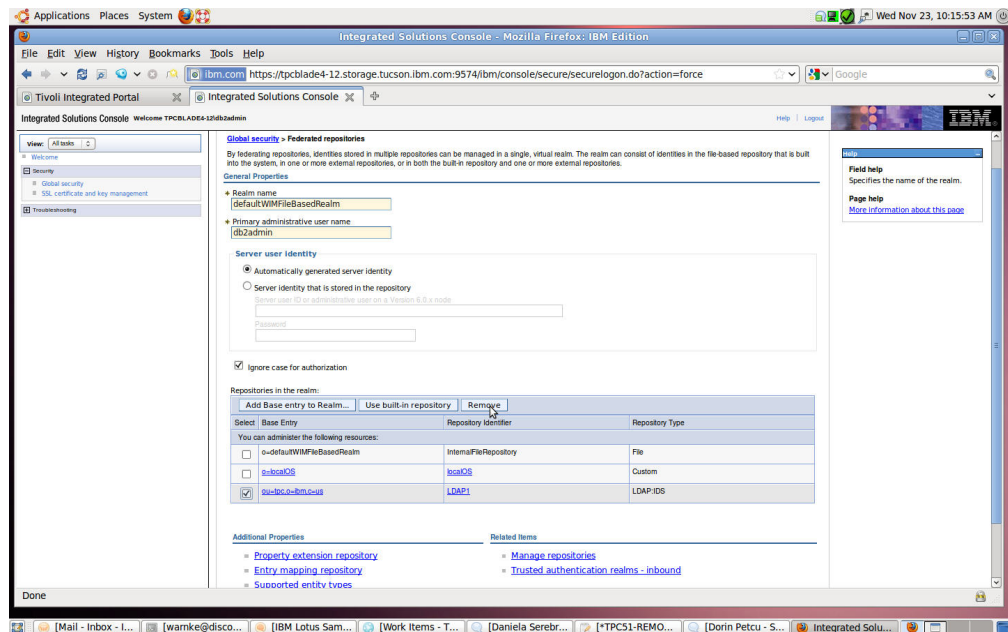 Applications Places System
Wed Nov 23, 10:15:53 AM
Integrated Solutions Console - Mozilla Firefox: IBM Edition
File Edit View History Bookmarks Tools Help
ibm.com https://tpcblade4-12.storage.tucson.ibm.com:9574/ibm/console/secure/securelogon.do?action=force
Google
Tivoli Integrated Portal
Integrated Solutions Console
Integrated Solutions Console Welcome TPCBLADE4-12\db2admin
Help | Logout
IBM
View: All tasks
Welcome
Security
Global security
SSL certificate and key management
Troubleshooting
Global security > Federated repositories
By federating repositories, identities stored in multiple repositories can be managed in a single, virtual realm. The realm can consist of identities in the file-based repository that is built
into the system, in one or more external repositories, or in both the built-in repository and one or more external repositories.
General Properties
Realm name
defaultWIMFileBasedRealm
Primary administrative user name
db2admin
Server user identity
Automatically generated server identity
Server identity that is stored in the repository
Server user ID or administrative user on a Version 6.0.x node
Password
Ignore case for authorization
Repositories in the realm:
Add Base entry to Realm... Use built-in repository Remove
Select Base Entry Repository Identifier Repository Type
You can administer the following resources:
o=defaultWIMFileBasedRealm InternalFileRepository File
o=localOS localOS Custom
ou=tpc,o=ibm,c=us LDAP1 LDAP:IDS
Additional Properties
Property extension repository
Entry mapping repository
Supported entity types
Related Items
Manage repositories
Trusted authentication realms - inbound
Help
Field help
Specifies the name of the realm.
Page help
More information about this page
Done
[Mail - Inbox - I... [warnke@disco... [IBM Lotus Sam... [Work Items - T... [Daniela Serebr... [*TPC51-REMO... [Dorin Petcu - S... Integrated Solu...